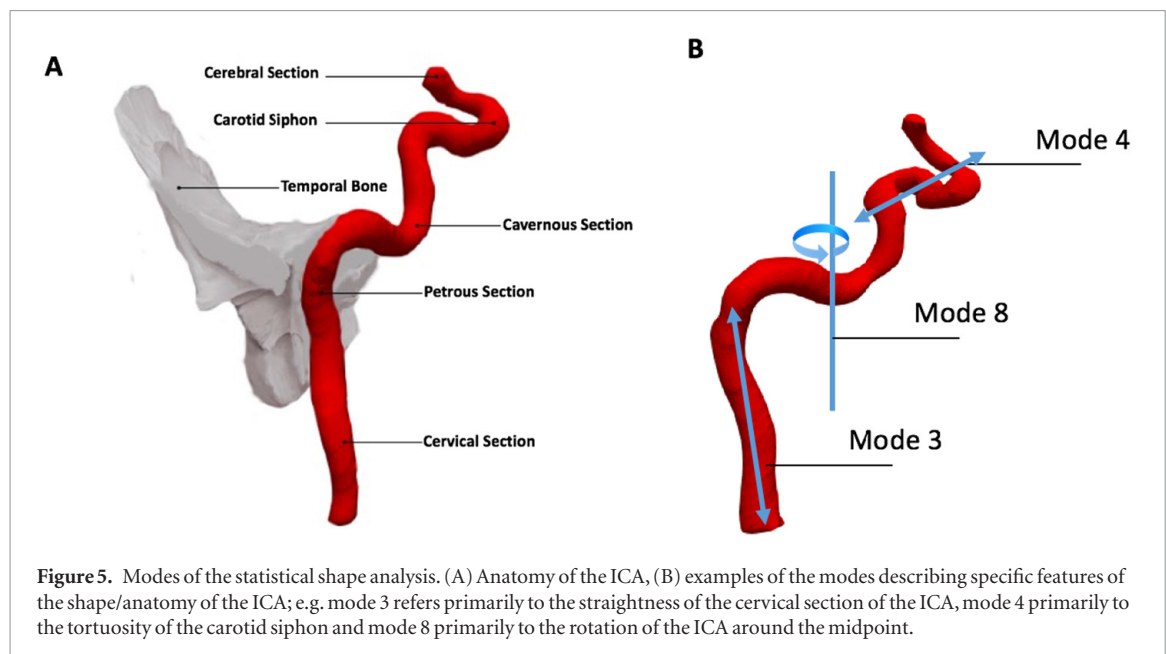 A
B
Cerebral Section
Carotid Siphon
Temporal Bone
Cavernous Section
Petrous Section
Cervical Section
Mode 4
Mode 8
Mode 3
Figure 5. Modes of the statistical shape analysis. (A) Anatomy of the ICA, (B) examples of the modes describing specific features of
the shape/anatomy of the ICA; e.g. mode 3 refers primarily to the straightness of the cervical section of the ICA, mode 4 primarily to
the tortuosity of the carotid siphon and mode 8 primarily to the rotation of the ICA around the midpoint.